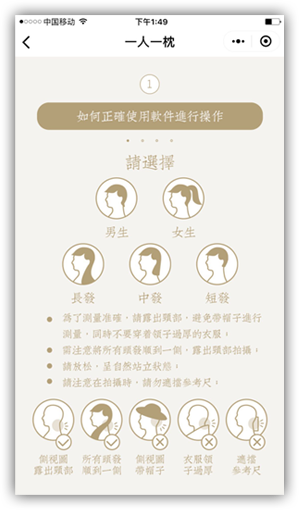 中国移动 下午1:49
一人一枕
1
如何正確使用軟件進行操作
請選擇
男生 女生
長發 中發 短發
為了測量准確，請露出頸部，避免帶帽子進行
測量，同時不要穿着領子過厚的衣服。
需注意將所有頭發順到一側，露出頸部拍攝。
請放松，呈自然站立狀態。
請注意在拍攝時，請勿遮擋參考尺。
側視圖 所有頭發 側視圖 衣服領 遮擋
露出頸部 順到一側 帶帽子 子過厚 參考尺